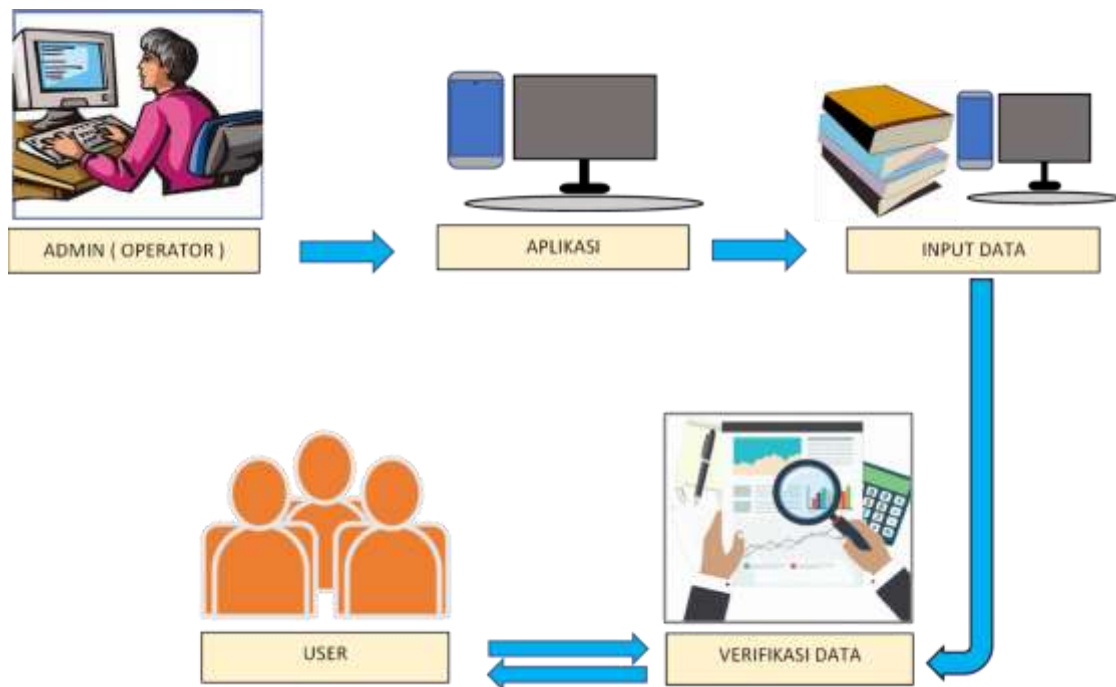 ADMIN ( OPERATOR )
APLIKASI
INPUT DATA
USER
VERIFIKASI DATA